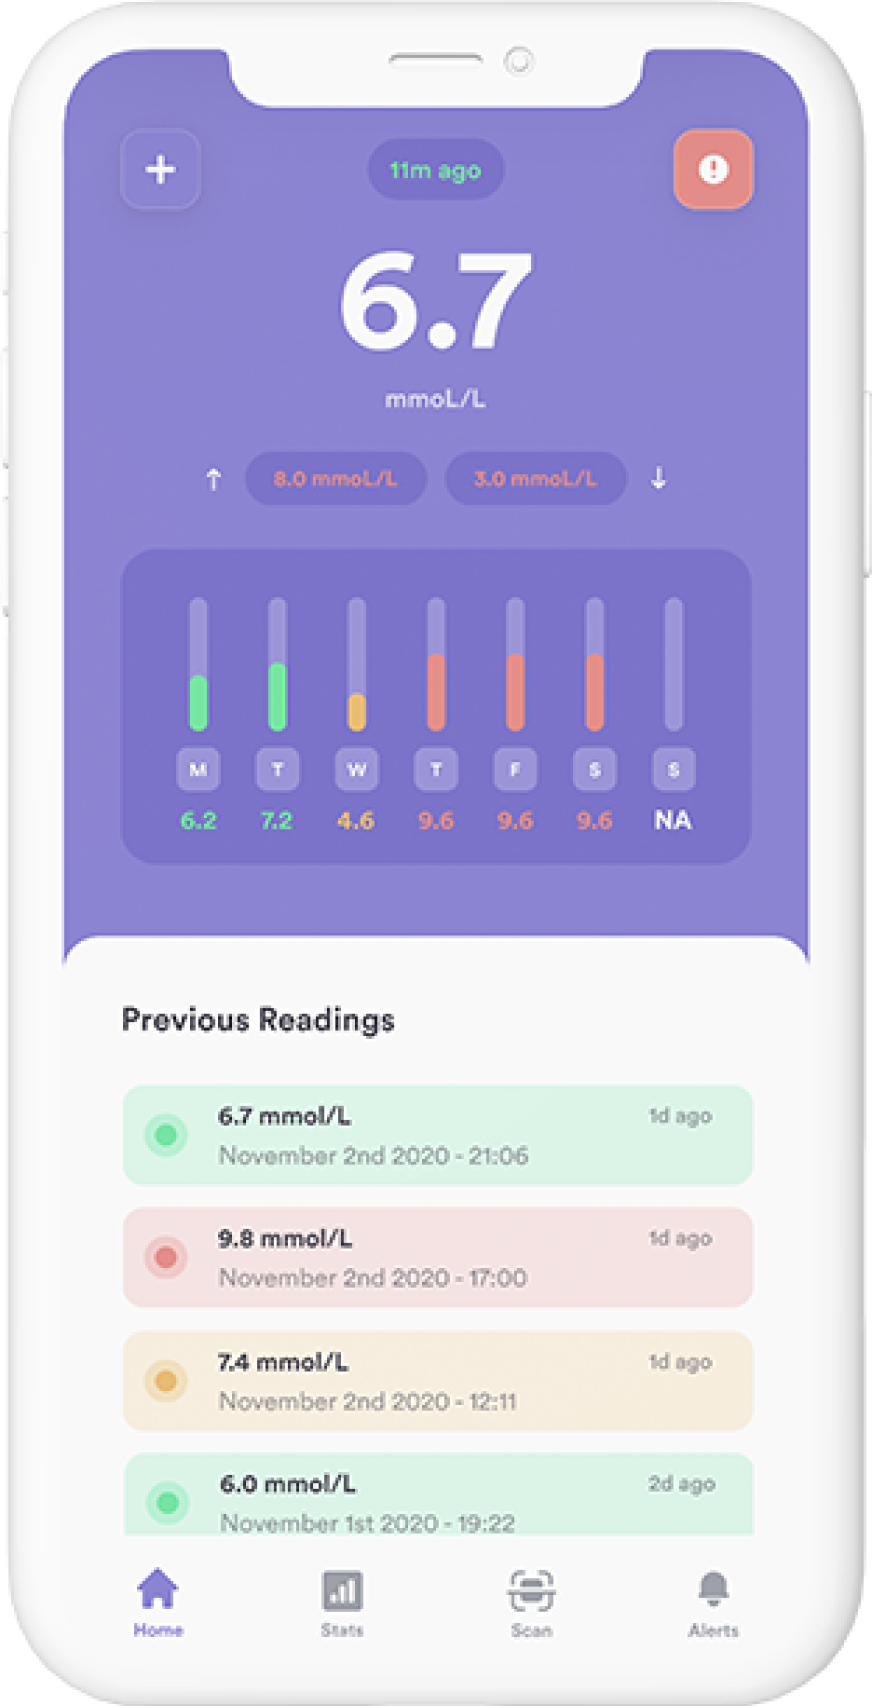 11m ago
6.7
mmoL/L
↑ 8.0 mmoL/L 3.0 mmoL/L ↓
M T W T F S S
6.2 7.2 4.6 9.6 9.6 9.6 NA
Previous Readings
6.7 mmol/L 1d ago
November 2nd 2020 - 21:06
9.8 mmol/L 1d ago
November 2nd 2020 - 17:00
7.4 mmol/L 1d ago
November 2nd 2020 - 12:11
6.0 mmol/L 2d ago
November 1st 2020 - 19:22
Home Stats Scan Alerts